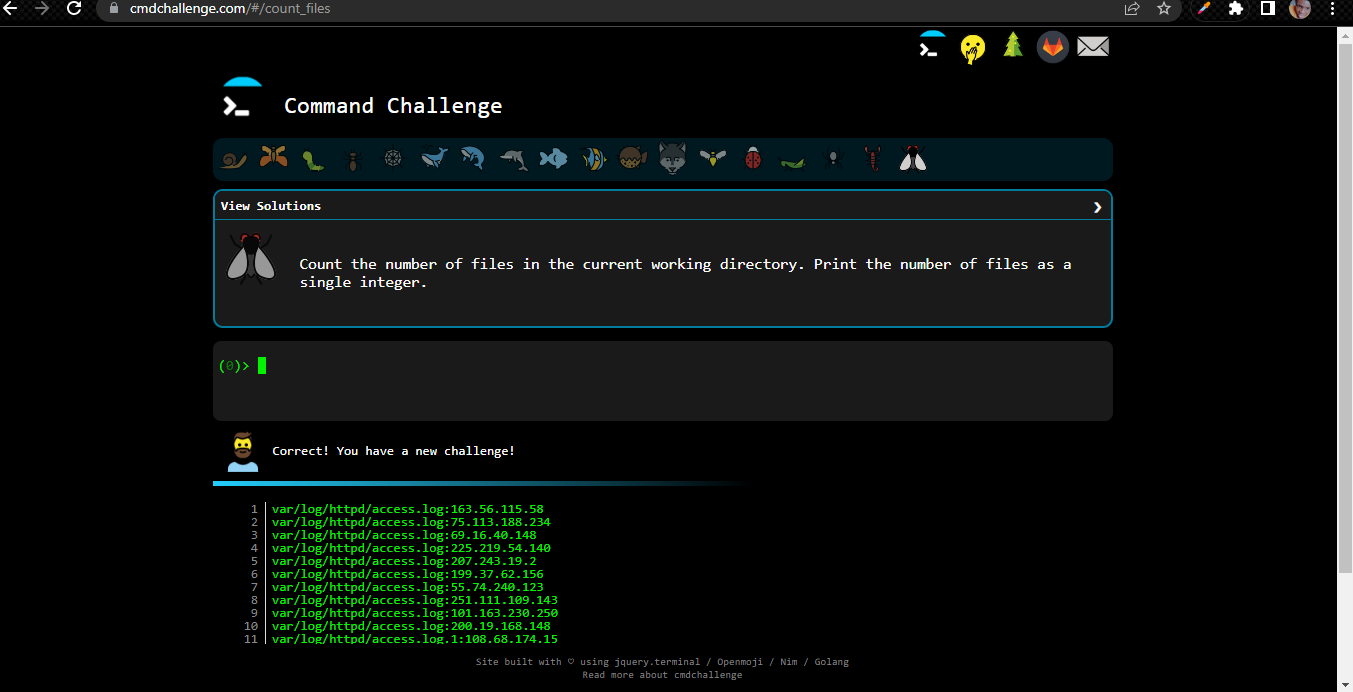 cmdchallenge.com/#/count_files
Command Challenge
View Solutions
Count the number of files in the current working directory. Print the number of files as a
single integer.
(0)>
Correct! You have a new challenge!
1 var/log/httpd/access.log:163.56.115.58
2 var/log/httpd/access.log:75.113.188.234
3 var/log/httpd/access.log:69.16.40.148
4 var/log/httpd/access.log:225.219.54.140
5 var/log/httpd/access.log:207.243.19.2
6 var/log/httpd/access.log:199.37.62.156
7 var/log/httpd/access.log:55.74.240.123
8 var/log/httpd/access.log:251.111.109.143
9 var/log/httpd/access.log:101.163.230.250
10 var/log/httpd/access.log:200.19.168.148
11 var/log/httpd/access.log.1:108.68.174.15
Site built with ♡ using jquery.terminal / Openmoji / Nim / Golang
Read more about cmdchallenge